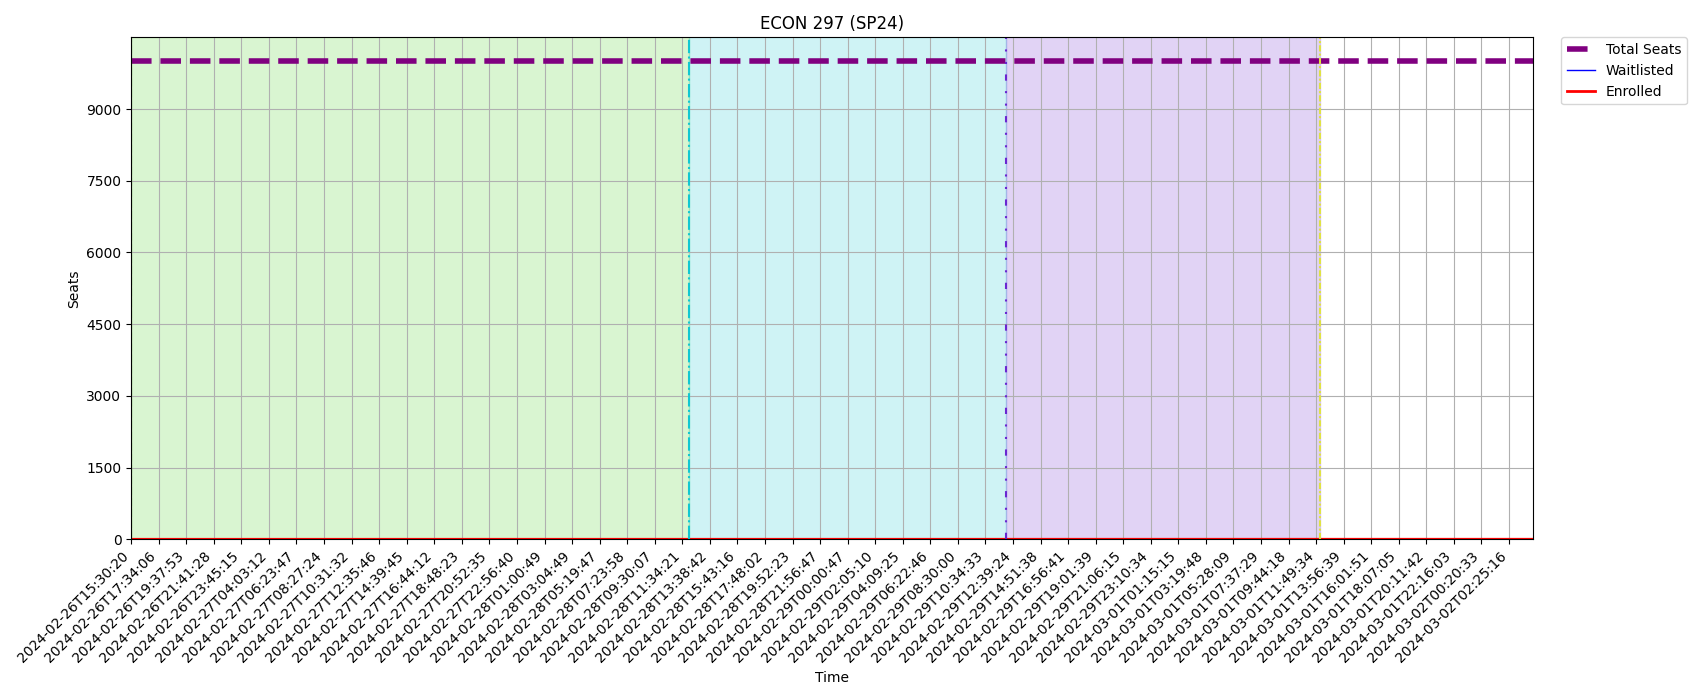 ECON 297 (SP24)
Total Seats
Waitlisted
Enrolled
Seats
9000
7500
6000
4500
3000
1500
0
2024-02-26T15:30:20
2024-02-26T17:34:06
2024-02-26T19:37:53
2024-02-26T21:41:28
2024-02-26T23:45:15
2024-02-27T04:03:12
2024-02-27T06:23:47
2024-02-27T08:27:24
2024-02-27T10:31:32
2024-02-27T12:35:46
2024-02-27T14:39:45
2024-02-27T16:44:12
2024-02-27T18:48:23
2024-02-27T20:52:35
2024-02-27T22:56:40
2024-02-28T01:00:49
2024-02-28T03:04:49
2024-02-28T05:19:47
2024-02-28T07:23:58
2024-02-28T09:30:07
2024-02-28T11:34:21
2024-02-28T13:38:42
2024-02-28T15:43:16
2024-02-28T17:48:02
2024-02-28T19:52:23
2024-02-28T21:56:47
2024-02-29T00:00:47
2024-02-29T02:05:10
2024-02-29T04:09:25
2024-02-29T06:22:46
2024-02-29T08:30:00
2024-02-29T10:34:33
2024-02-29T12:39:24
2024-02-29T14:51:38
2024-02-29T16:56:41
2024-02-29T19:01:39
2024-02-29T21:06:15
2024-02-29T23:10:34
2024-03-01T01:15:15
2024-03-01T03:19:48
2024-03-01T05:28:09
2024-03-01T07:37:29
2024-03-01T09:44:18
2024-03-01T11:49:34
2024-03-01T13:56:39
2024-03-01T16:01:51
2024-03-01T18:07:05
2024-03-01T20:11:42
2024-03-01T22:16:03
2024-03-02T00:20:33
2024-03-02T02:25:16
Time